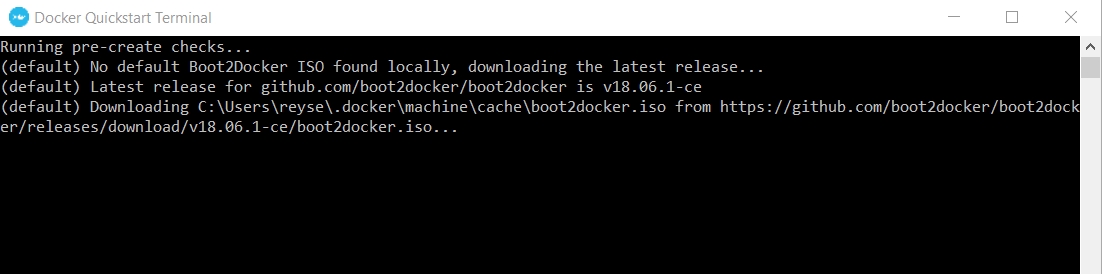 Docker Quickstart Terminal
Running pre-create checks...
(default) No default Boot2Docker ISO found locally, downloading the latest release...
(default) Latest release for github.com/boot2docker/boot2docker is v18.06.1-ce
(default) Downloading C:\Users\reyse\.docker\machine\cache\boot2docker.iso from https://github.com/boot2docker/boot2dock
er/releases/download/v18.06.1-ce/boot2docker.iso...